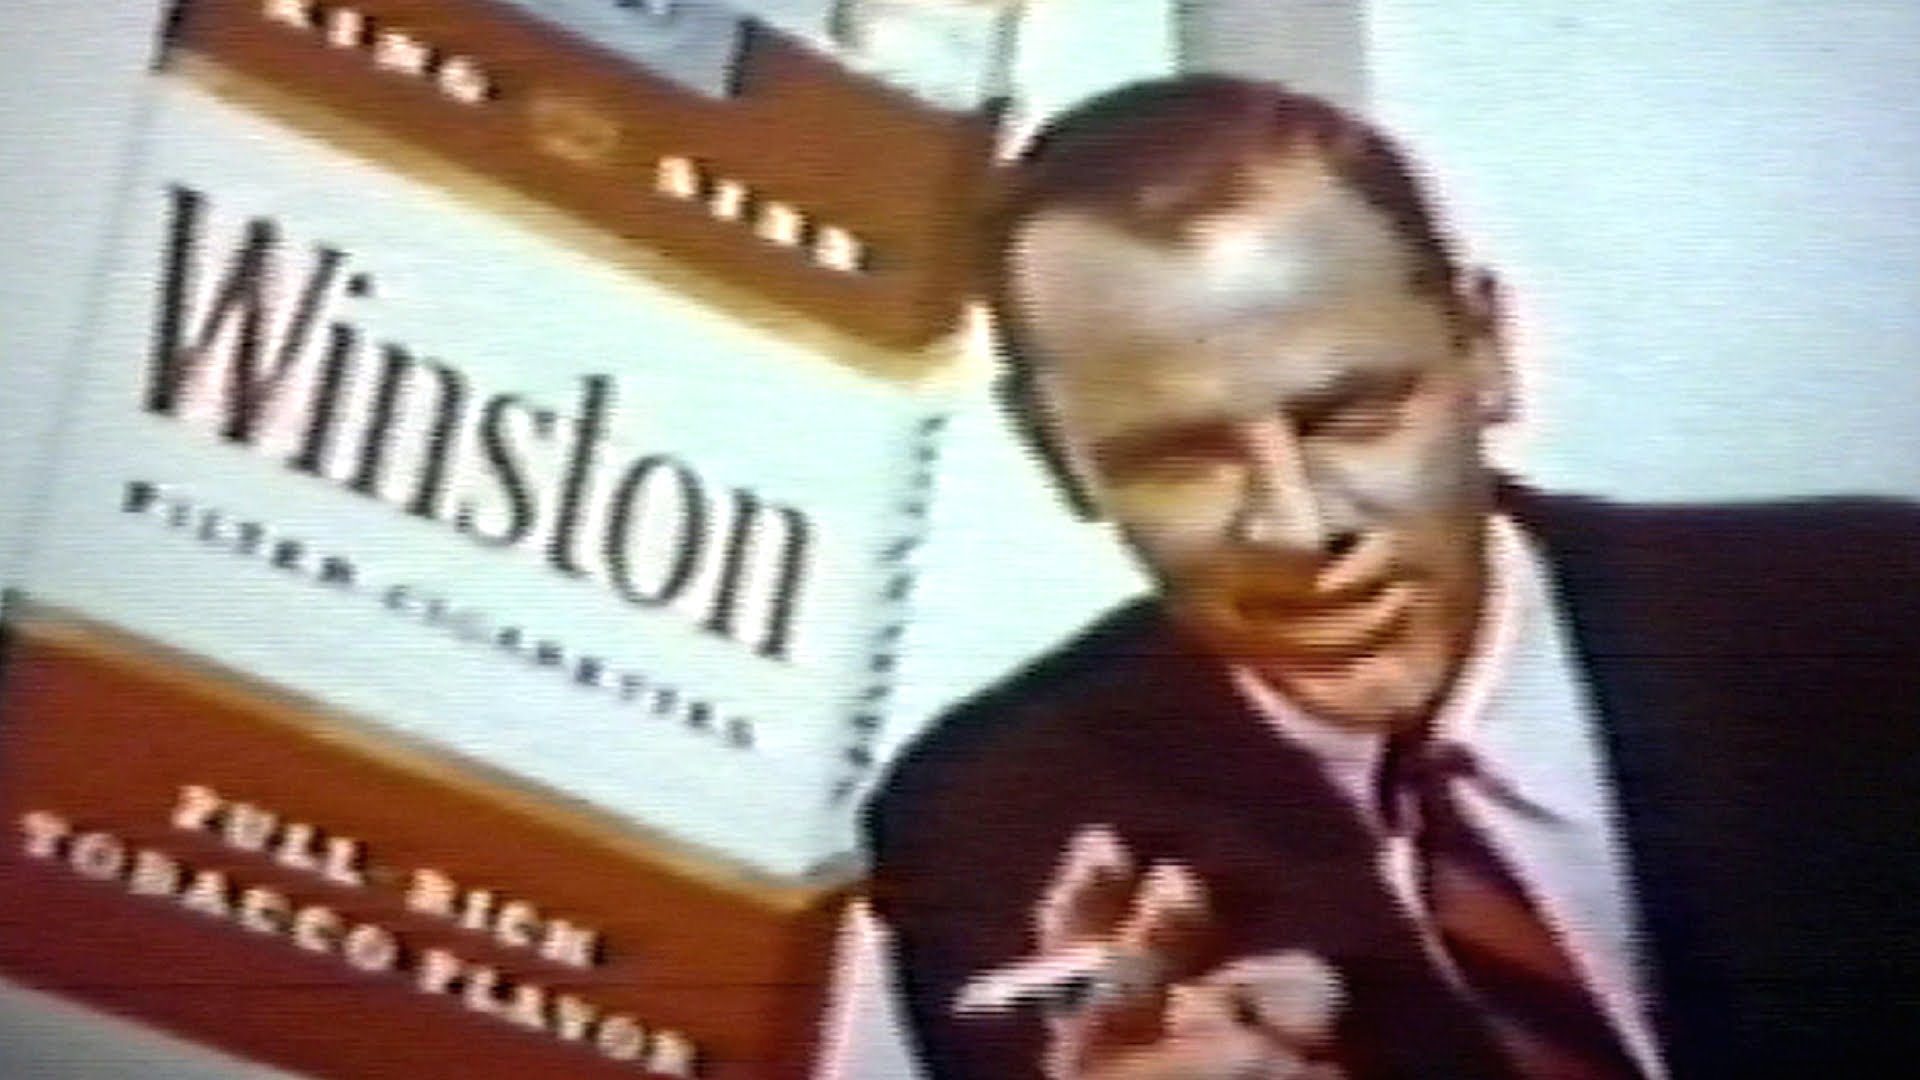 KING SIZE
Winston
FILTER·CIGARETTES
FULL·RICH
TOBACCO FLAVOR